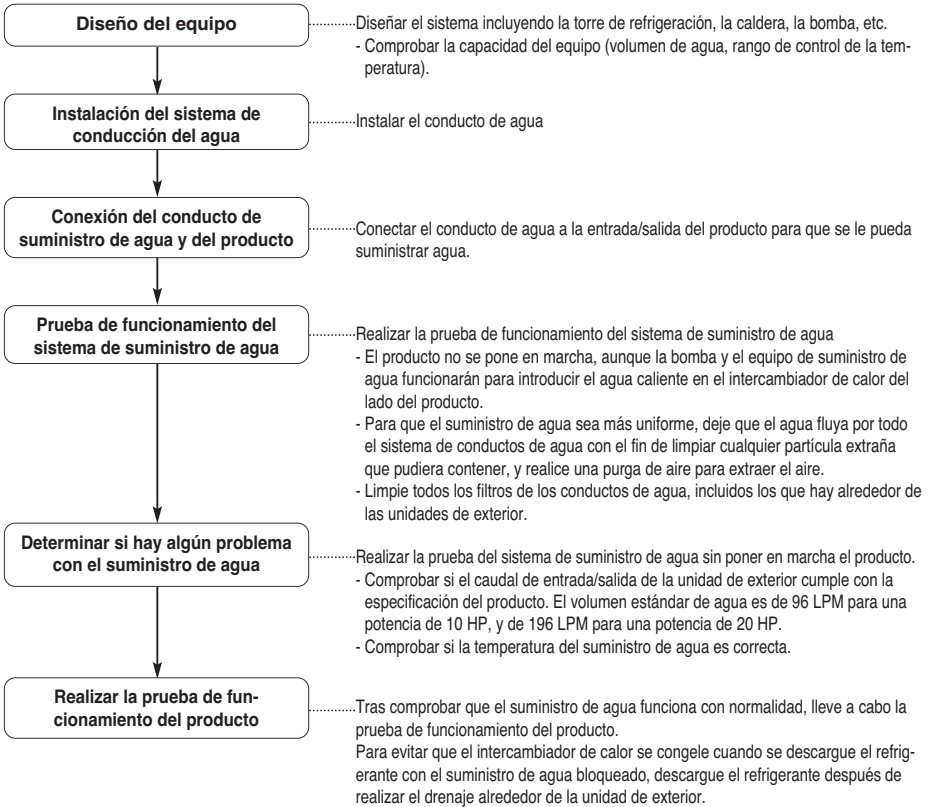 Diseño del equipo
Diseñar el sistema incluyendo la torre de refrigeración, la caldera, la bomba, etc.
- Comprobar la capacidad del equipo (volumen de agua, rango de control de la tem-
peratura).
Instalación del sistema de
conducción del agua
Instalar el conducto de agua
Conexión del conducto de
suministro de agua y del producto
Conectar el conducto de agua a la entrada/salida del producto para que se le pueda
suministrar agua.
Prueba de funcionamiento del
sistema de suministro de agua
Realizar la prueba de funcionamiento del sistema de suministro de agua
- El producto no se pone en marcha, aunque la bomba y el equipo de suministro de
agua funcionarán para introducir el agua caliente en el intercambiador de calor del
lado del producto.
- Para que el suministro de agua sea más uniforme, deje que el agua fluya por todo
el sistema de conductos de agua con el fin de limpiar cualquier partícula extraña
que pudiera contener, y realice una purga de aire para extraer el aire.
- Limpie todos los filtros de los conductos de agua, incluidos los que hay alrededor de
las unidades de exterior.
Determinar si hay algún problema
con el suministro de agua
Realizar la prueba del sistema de suministro de agua sin poner en marcha el producto.
- Comprobar si el caudal de entrada/salida de la unidad de exterior cumple con la
especificación del producto. El volumen estándar de agua es de 96 LPM para una
potencia de 10 HP, y de 196 LPM para una potencia de 20 HP.
- Comprobar si la temperatura del suministro de agua es correcta.
Realizar la prueba de fun-
cionamiento del producto
Tras comprobar que el suministro de agua funciona con normalidad, lleve a cabo la
prueba de funcionamiento del producto.
Para evitar que el intercambiador de calor se congele cuando se descargue el refrig-
erante con el suministro de agua bloqueado, descargue el refrigerante después de
realizar el drenaje alrededor de la unidad de exterior.